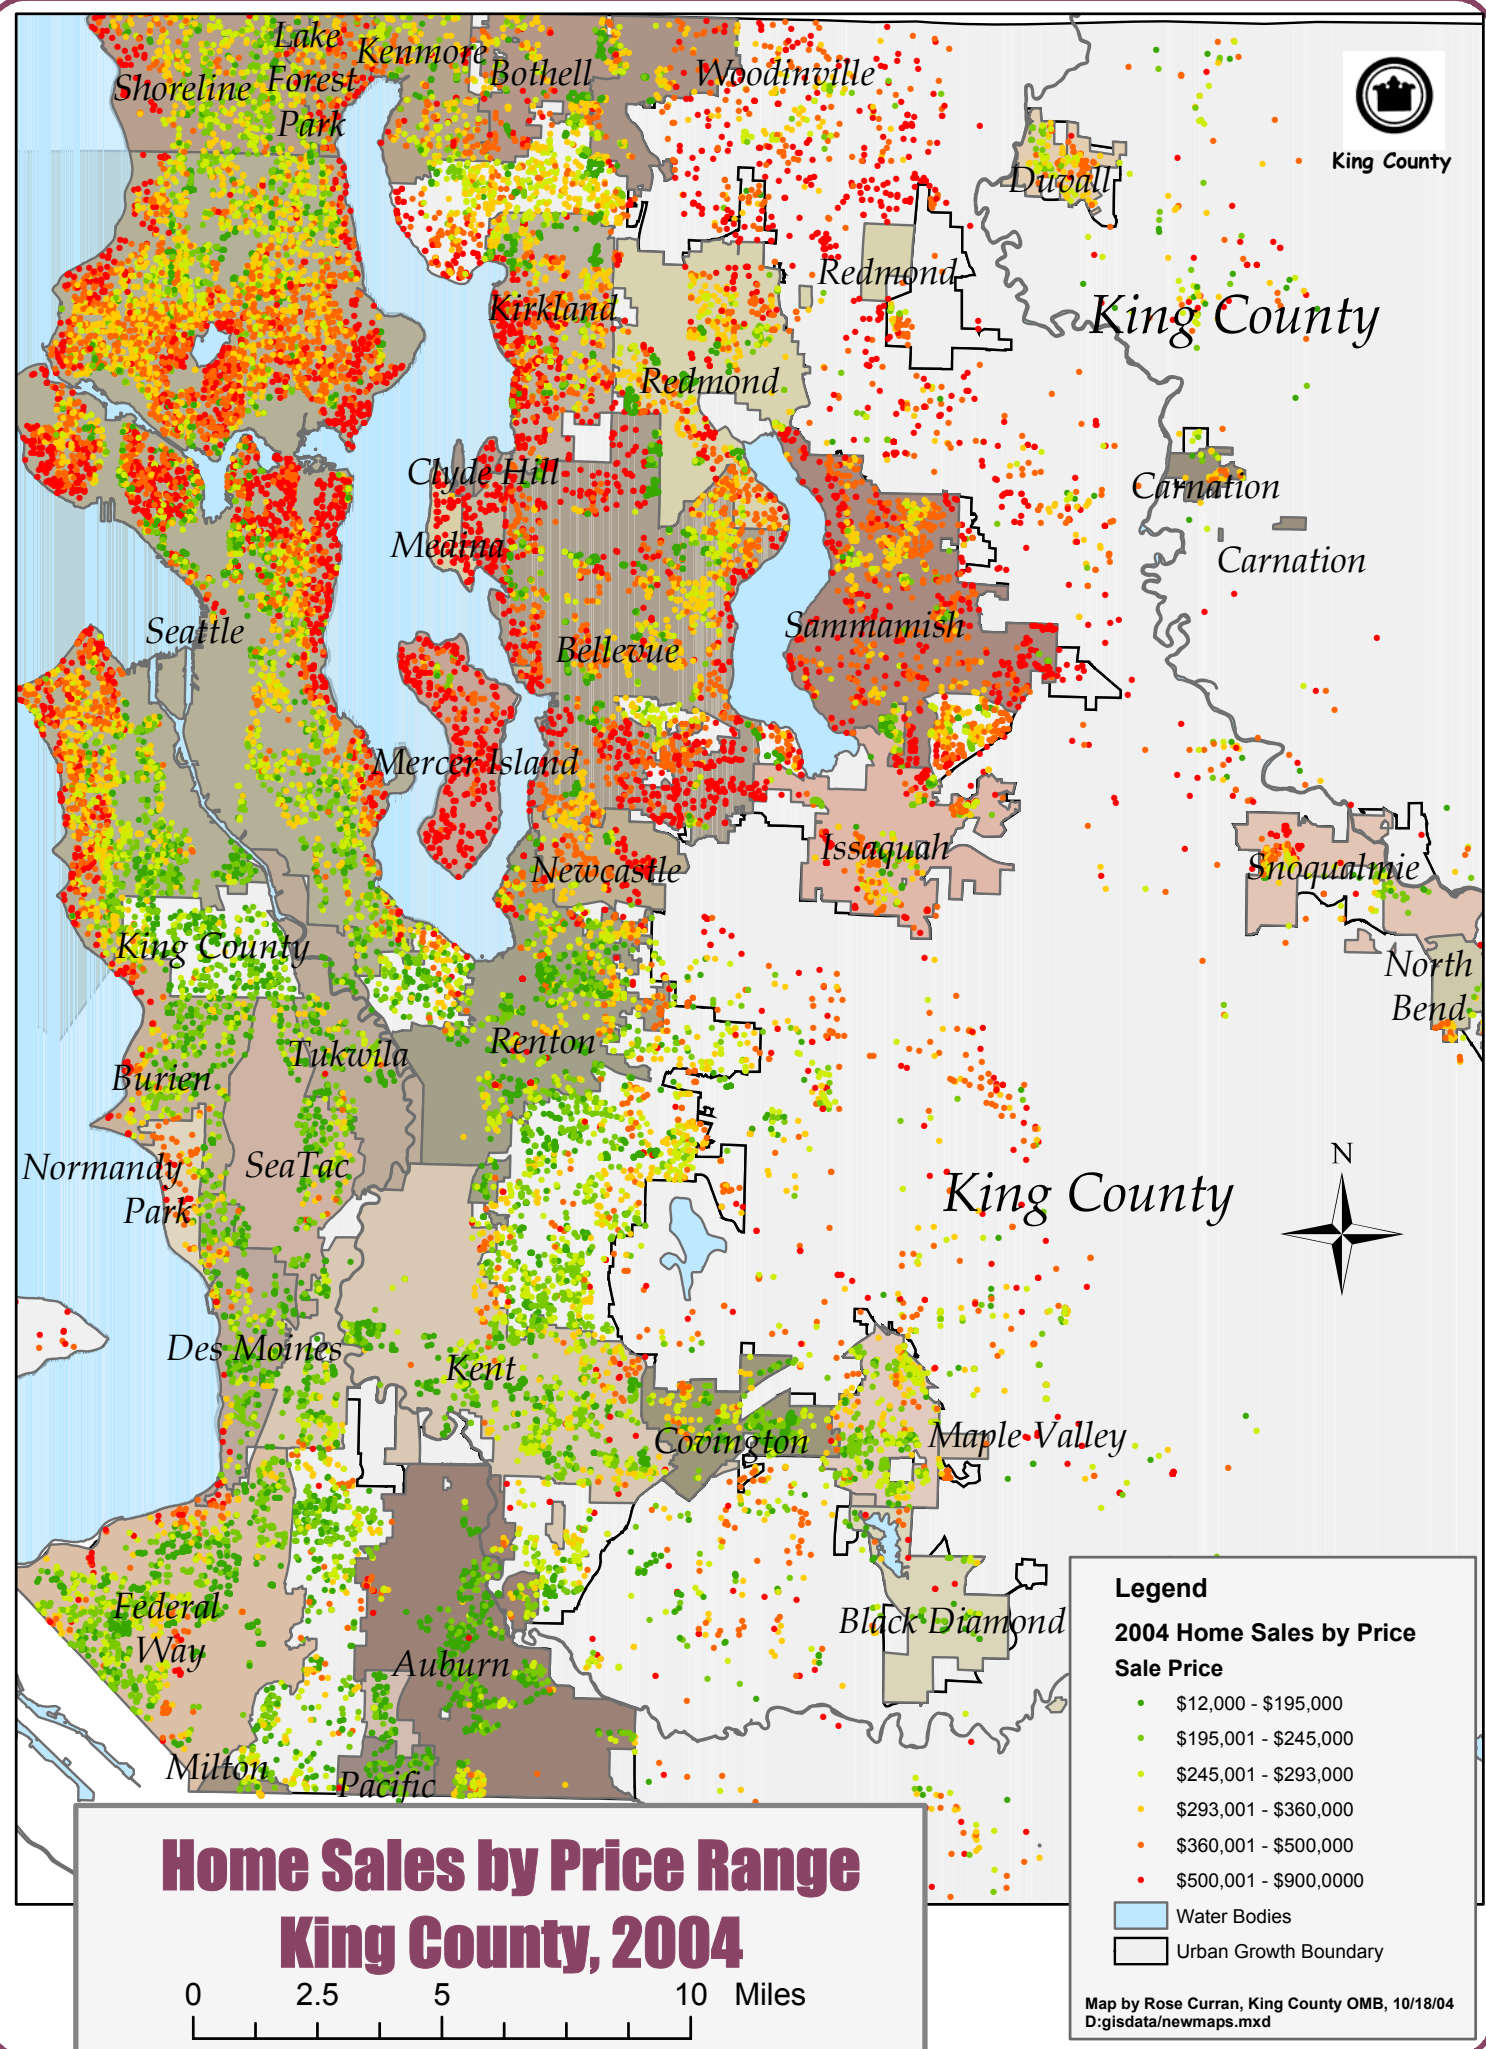 Lake
Forest
Park
Kenmore
Bothell
Woodinville
Shoreline
King County
Duvall
Redmond
King County
Kirkland
Redmond
Clyde Hill
Carnation
Medina
Carnation
Seattle
Sammamish
Bellevue
Mercer Island
Newcastle
Issaquah
Snoqualmie
King County
North
Bend
Renton
Tukwila
Burien
N
Normandy
Park
SeaTac
King County
Des Moines
Kent
Covington
Maple Valley
Federal
Way
Black Diamond
Auburn
Milton
Pacific
Legend
2004 Home Sales by Price
Sale Price
$12,000 - $195,000
$195,001 - $245,000
$245,001 - $293,000
$293,001 - $360,000
$360,001 - $500,000
$500,001 - $900,0000
Water Bodies
Urban Growth Boundary
Map by Rose Curran, King County OMB, 10/18/04
D:gisdata/newmaps.mxd
Home Sales by Price Range
King County, 2004
0 2.5 5 10 Miles